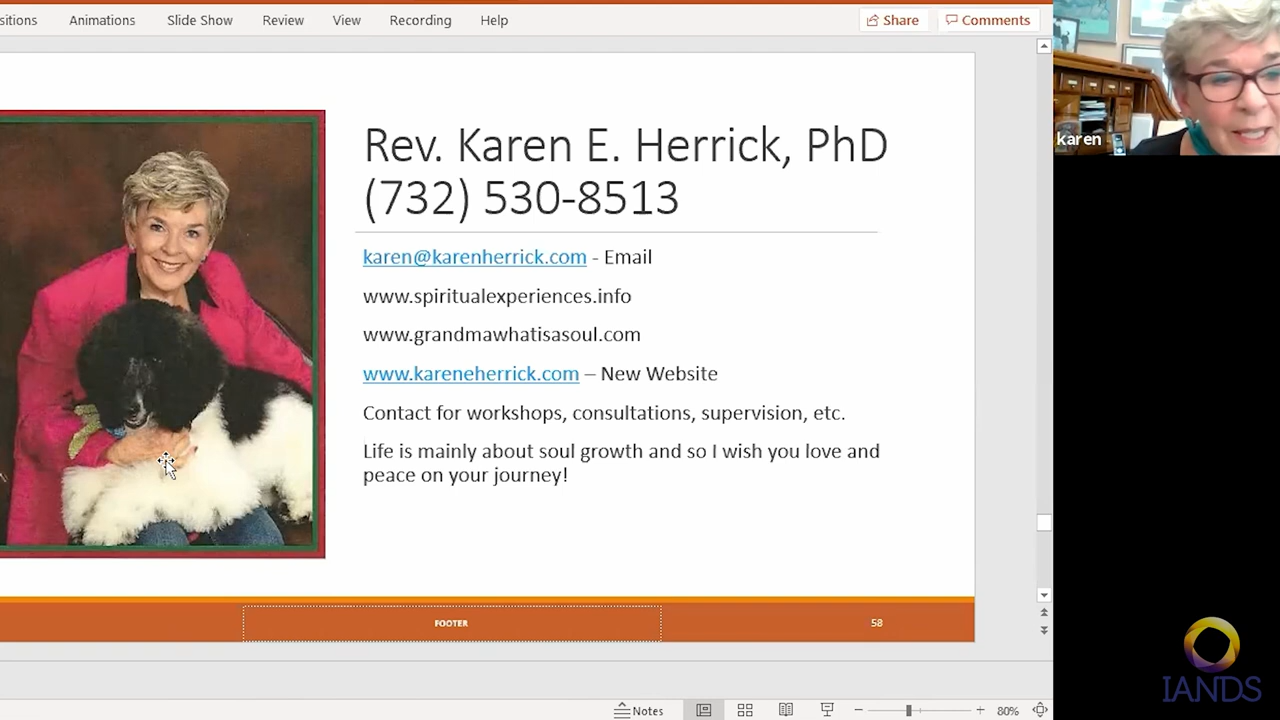 sitions Animations Slide Show Review View Recording Help Share Comments
karen
Rev. Karen E. Herrick, PhD
(732) 530-8513
karen@karenherrick.com - Email
www.spiritualexperiences.info
www.grandmawhatisasoul.com
www.kareneherrick.com – New Website
Contact for workshops, consultations, supervision, etc.
Life is mainly about soul growth and so I wish you love and
peace on your journey!
FOOTER 58
IANDS
Notes 80%